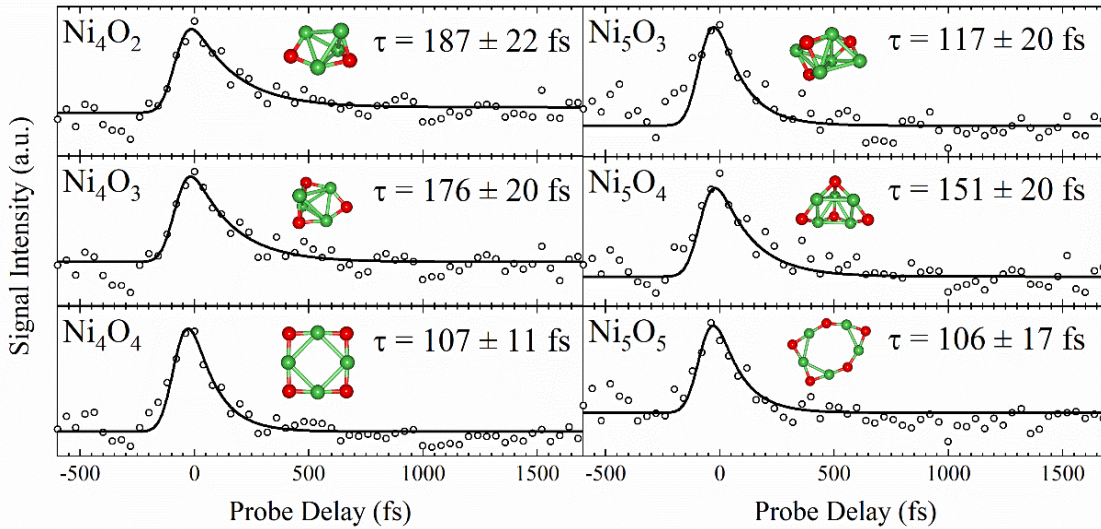 Ni₄O₂ τ = 187 ± 22 fs
Ni₅O₃ τ = 117 ± 20 fs
Ni₄O₃ τ = 176 ± 20 fs
Ni₅O₄ τ = 151 ± 20 fs
Ni₄O₄ τ = 107 ± 11 fs
Ni₅O₅ τ = 106 ± 17 fs
Signal Intensity (a.u.)
-500 0 500 1000 1500
-500 0 500 1000 1500
Probe Delay (fs)
Probe Delay (fs)